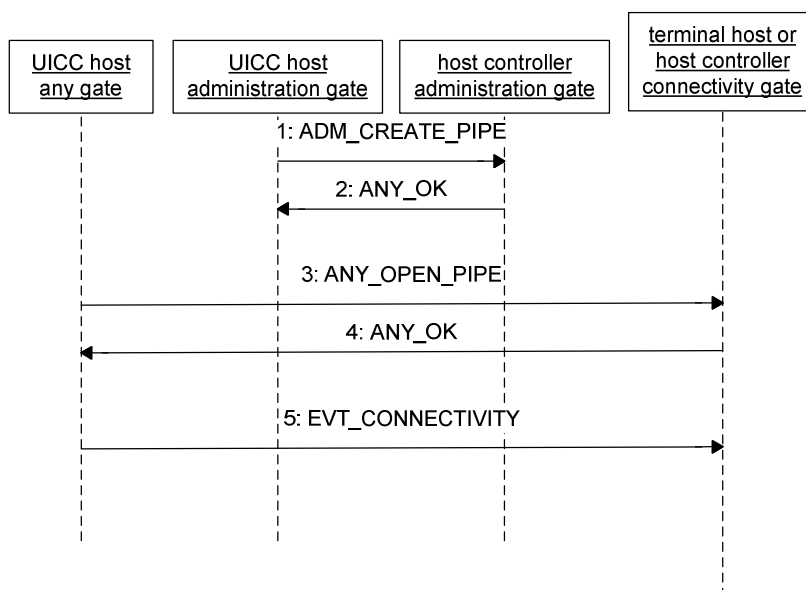 UICC host
any gate
UICC host
administration gate
host controller
administration gate
terminal host or
host controller
connectivity gate
1: ADM_CREATE_PIPE
2: ANY_OK
3: ANY_OPEN_PIPE
4: ANY_OK
5: EVT_CONNECTIVITY